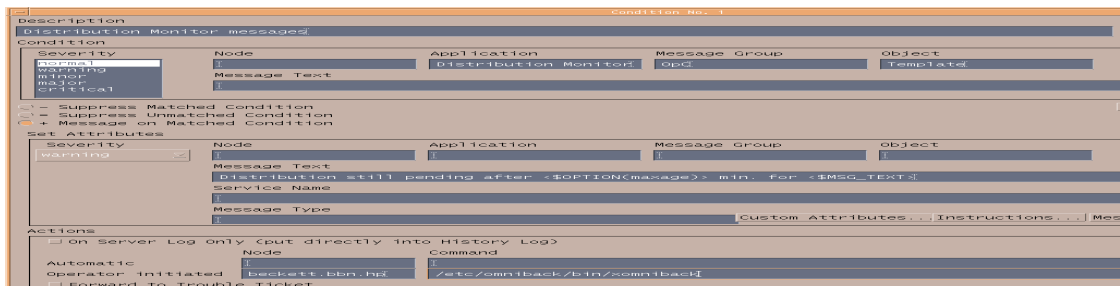 Condition No. 1
Description
Distribution Monitor messages
Condition
Severity Node Application Message Group Object
normal
warning
minor
major
critical
Distribution Monitor OpC Template
Message Text
- Suppress Matched Condition
= Suppress Unmatched Condition
+ Message on Matched Condition
Set Attributes
Severity Node Application Message Group Object
warning
Message Text
Distribution still pending after <$OPTION(maxage)> min. for <$MSG_TEXT>
Service Name
Message Type
Custom Attributes... Instructions... Mes
Actions
On Server Log Only (put directly into History Log)
Node Command
Automatic
Operator initiated beckett.bbn.hp /etc/omniback/bin/xomniback
Forward to Trouble Ticket